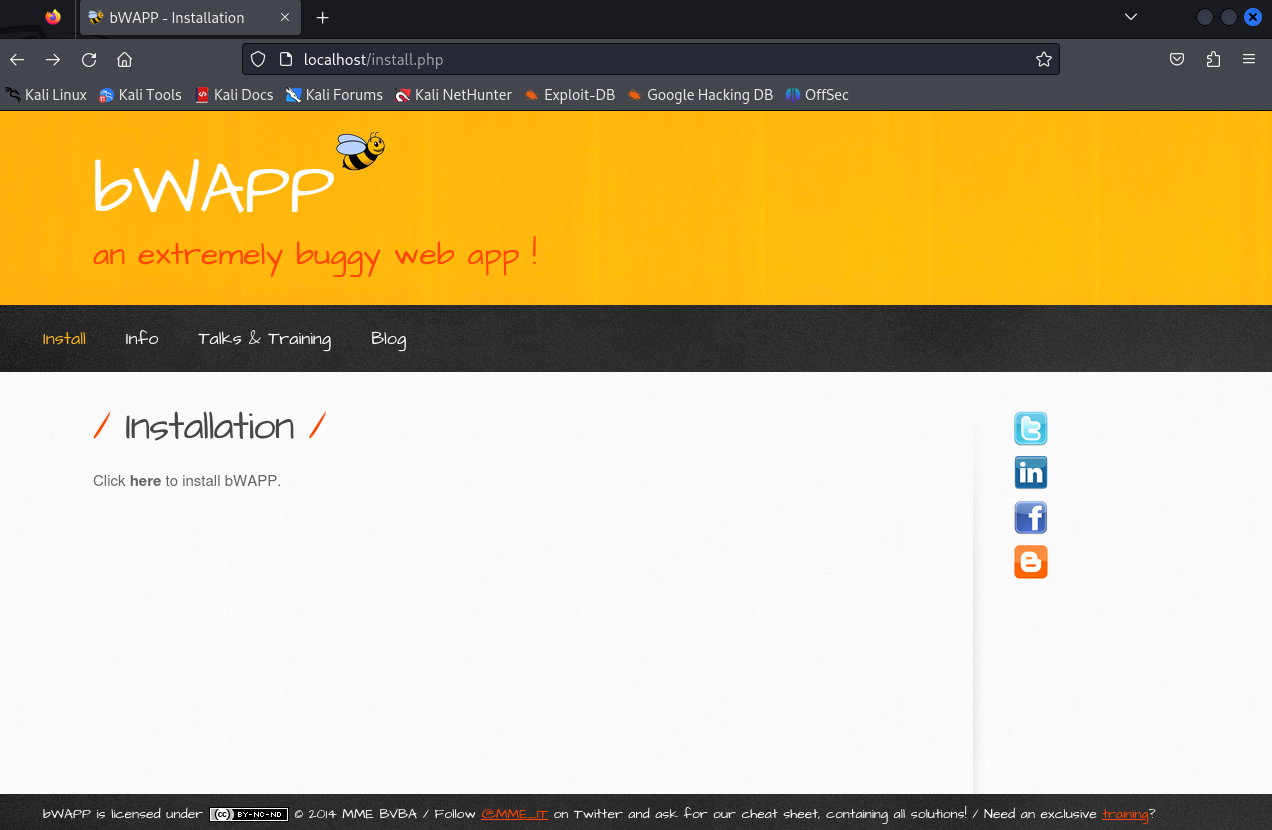 bWAPP - Installation
localhost/install.php
Kali Linux Kali Tools Kali Docs Kali Forums Kali NetHunter Exploit-DB Google Hacking DB OffSec
bWAPP
an extremely buggy web app !
Install Info Talks & Training Blog
/ Installation /
Click here to install bWAPP.
in
f
bWAPP is licensed under cc BY-NC-ND © 2014 MME BVBA / Follow @MME_IT on Twitter and ask for our cheat sheet, containing all solutions! / Need an exclusive training?